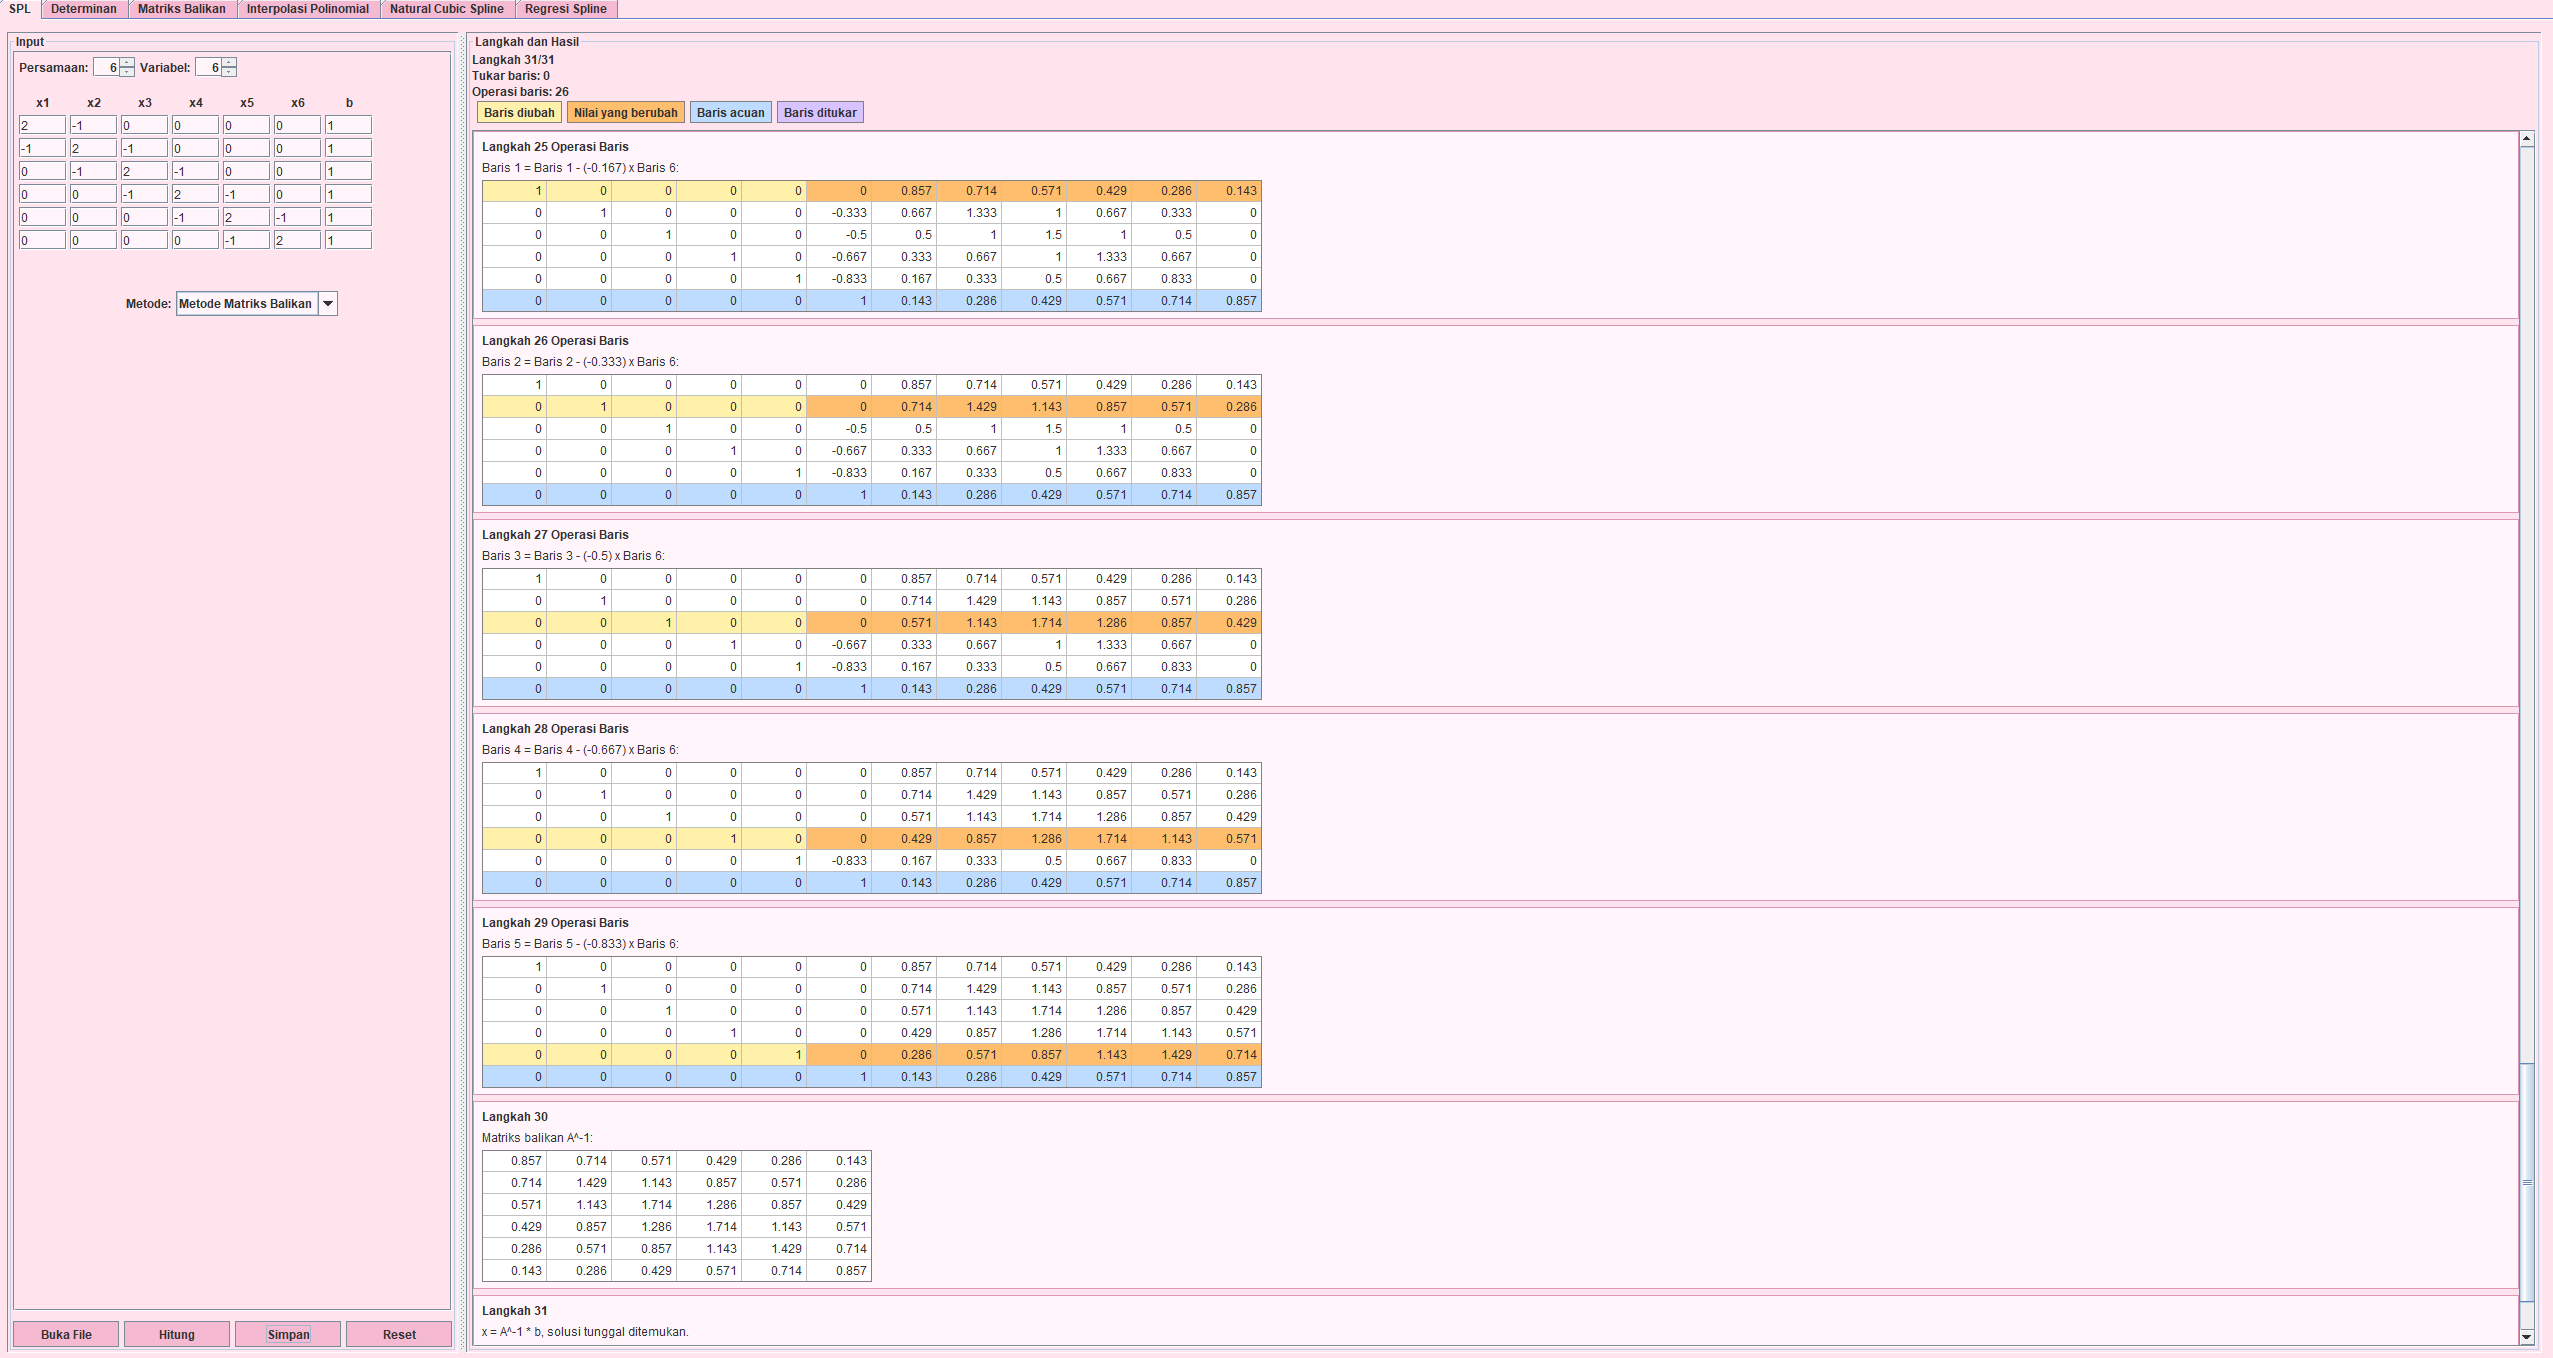 SPL Determinan Matriks Balikan Interpolasi Polinomial Natural Cubic Spline Regresi Spline
Input
Persamaan: 6 Variabel: 6
x1 x2 x3 x4 x5 x6 b
2 -1 0 0 0 0 1
-1 2 -1 0 0 0 1
0 -1 2 -1 0 0 1
0 0 -1 2 -1 0 1
0 0 0 -1 2 -1 1
0 0 0 0 -1 2 1
Metode: Metode Matriks Balikan
Buka File Hitung Simpan Reset
Langkah dan Hasil
Langkah 31/31
Tukar baris: 0
Operasi baris: 26
Baris diubah Nilai yang berubah Baris acuan Baris ditukar
Langkah 25 Operasi Baris
Baris 1 = Baris 1 - (-0.167) x Baris 6:
1 0 0 0 0 0 0.857 0.714 0.571 0.429 0.286 0.143
0 1 0 0 0 -0.333 0.667 1.333 1 0.667 0.333 0
0 0 1 0 0 -0.5 0.5 1 1.5 1 0.5 0
0 0 0 1 0 -0.667 0.333 0.667 1 1.333 0.667 0
0 0 0 0 1 -0.833 0.167 0.333 0.5 0.667 0.833 0
0 0 0 0 0 1 0.143 0.286 0.429 0.571 0.714 0.857
Langkah 26 Operasi Baris
Baris 2 = Baris 2 - (-0.333) x Baris 6:
1 0 0 0 0 0 0.857 0.714 0.571 0.429 0.286 0.143
0 1 0 0 0 0 0.714 1.429 1.143 0.857 0.571 0.286
0 0 1 0 0 -0.5 0.5 1 1.5 1 0.5 0
0 0 0 1 0 -0.667 0.333 0.667 1 1.333 0.667 0
0 0 0 0 1 -0.833 0.167 0.333 0.5 0.667 0.833 0
0 0 0 0 0 1 0.143 0.286 0.429 0.571 0.714 0.857
Langkah 27 Operasi Baris
Baris 3 = Baris 3 - (-0.5) x Baris 6:
1 0 0 0 0 0 0.857 0.714 0.571 0.429 0.286 0.143
0 1 0 0 0 0 0.714 1.429 1.143 0.857 0.571 0.286
0 0 1 0 0 0 0.571 1.143 1.714 1.286 0.857 0.429
0 0 0 1 0 -0.667 0.333 0.667 1 1.333 0.667 0
0 0 0 0 1 -0.833 0.167 0.333 0.5 0.667 0.833 0
0 0 0 0 0 1 0.143 0.286 0.429 0.571 0.714 0.857
Langkah 28 Operasi Baris
Baris 4 = Baris 4 - (-0.667) x Baris 6:
1 0 0 0 0 0 0.857 0.714 0.571 0.429 0.286 0.143
0 1 0 0 0 0 0.714 1.429 1.143 0.857 0.571 0.286
0 0 1 0 0 0 0.571 1.143 1.714 1.286 0.857 0.429
0 0 0 1 0 0 0.429 0.857 1.286 1.714 1.143 0.571
0 0 0 0 1 -0.833 0.167 0.333 0.5 0.667 0.833 0
0 0 0 0 0 1 0.143 0.286 0.429 0.571 0.714 0.857
Langkah 29 Operasi Baris
Baris 5 = Baris 5 - (-0.833) x Baris 6:
1 0 0 0 0 0 0.857 0.714 0.571 0.429 0.286 0.143
0 1 0 0 0 0 0.714 1.429 1.143 0.857 0.571 0.286
0 0 1 0 0 0 0.571 1.143 1.714 1.286 0.857 0.429
0 0 0 1 0 0 0.429 0.857 1.286 1.714 1.143 0.571
0 0 0 0 1 0 0.286 0.571 0.857 1.143 1.429 0.714
0 0 0 0 0 1 0.143 0.286 0.429 0.571 0.714 0.857
Langkah 30
Matriks balikan A^-1:
0.857 0.714 0.571 0.429 0.286 0.143
0.714 1.429 1.143 0.857 0.571 0.286
0.571 1.143 1.714 1.286 0.857 0.429
0.429 0.857 1.286 1.714 1.143 0.571
0.286 0.571 0.857 1.143 1.429 0.714
0.143 0.286 0.429 0.571 0.714 0.857
Langkah 31
x = A^-1 * b, solusi tunggal ditemukan.